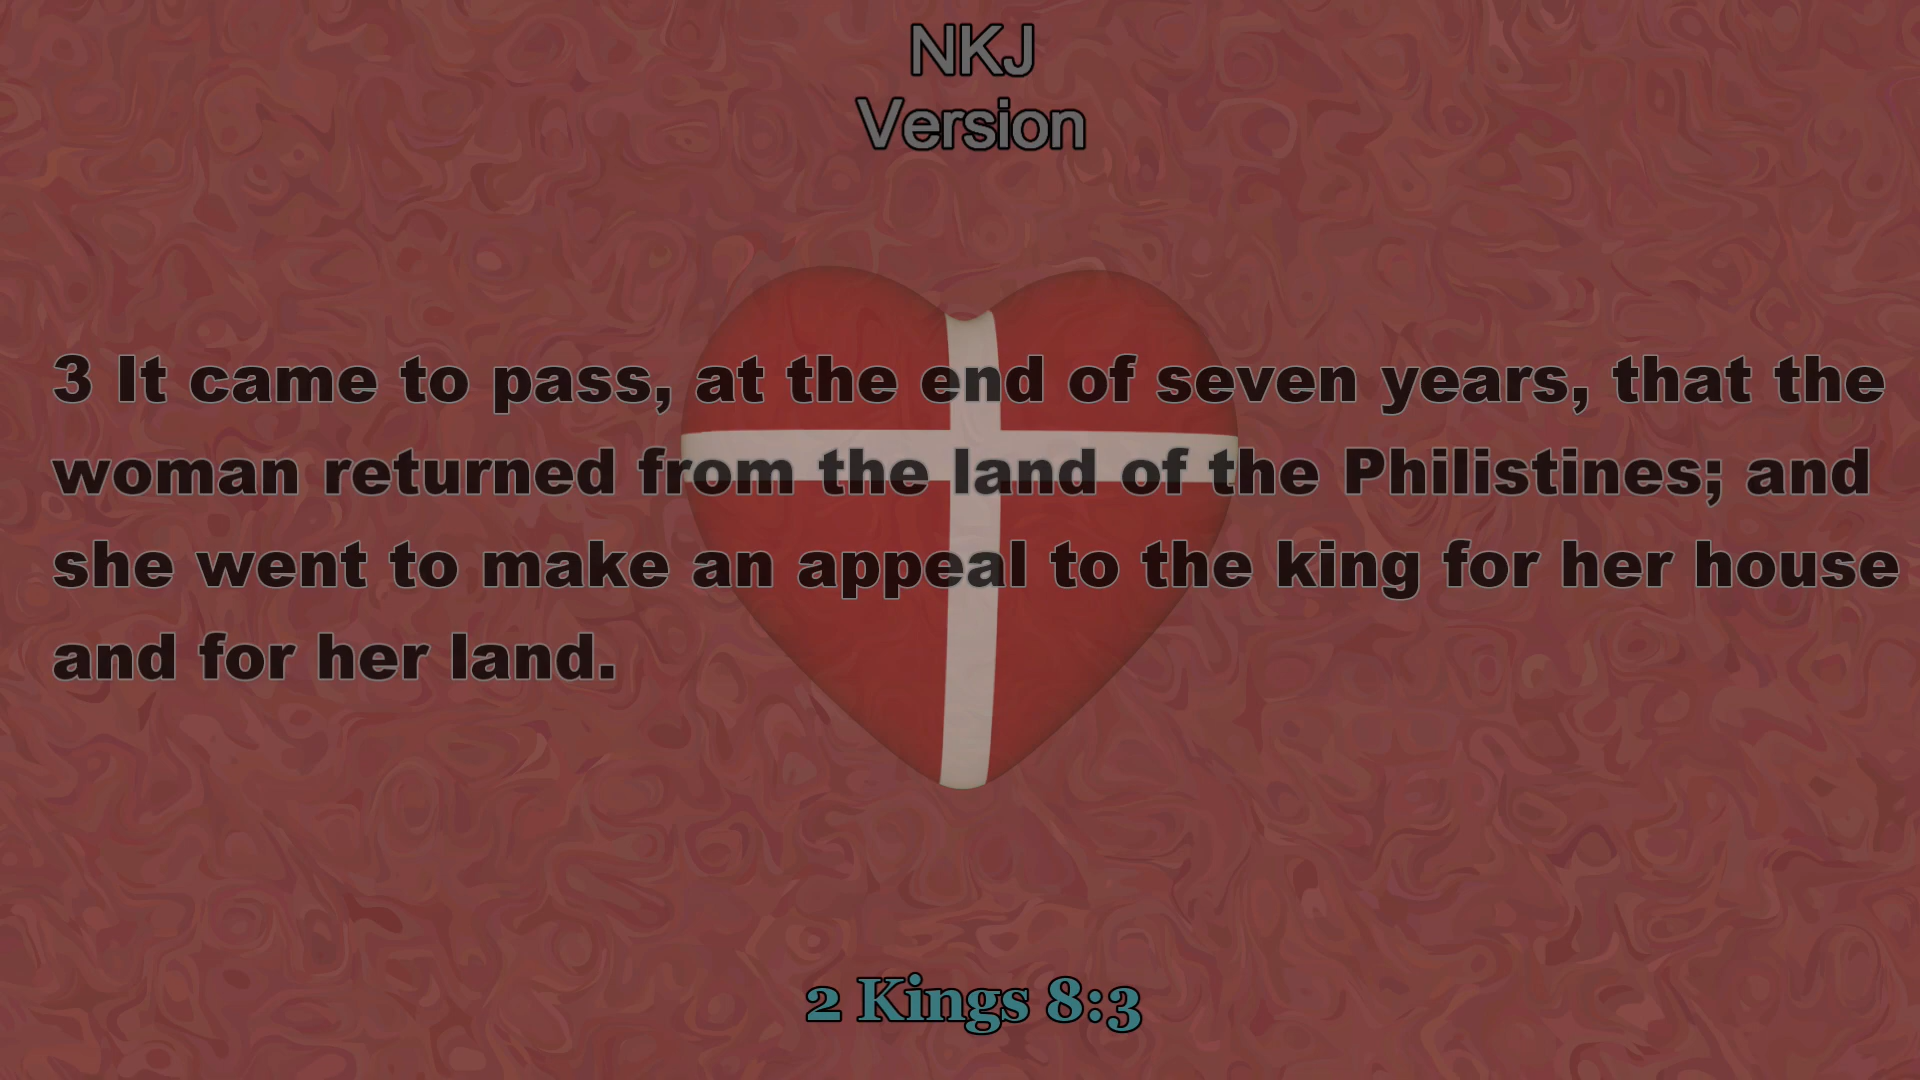 NKJ
Version
3 It came to pass, at the end of seven years, that the
woman returned from the land of the Philistines; and
she went to make an appeal to the king for her house
and for her land.
2 Kings 8:3